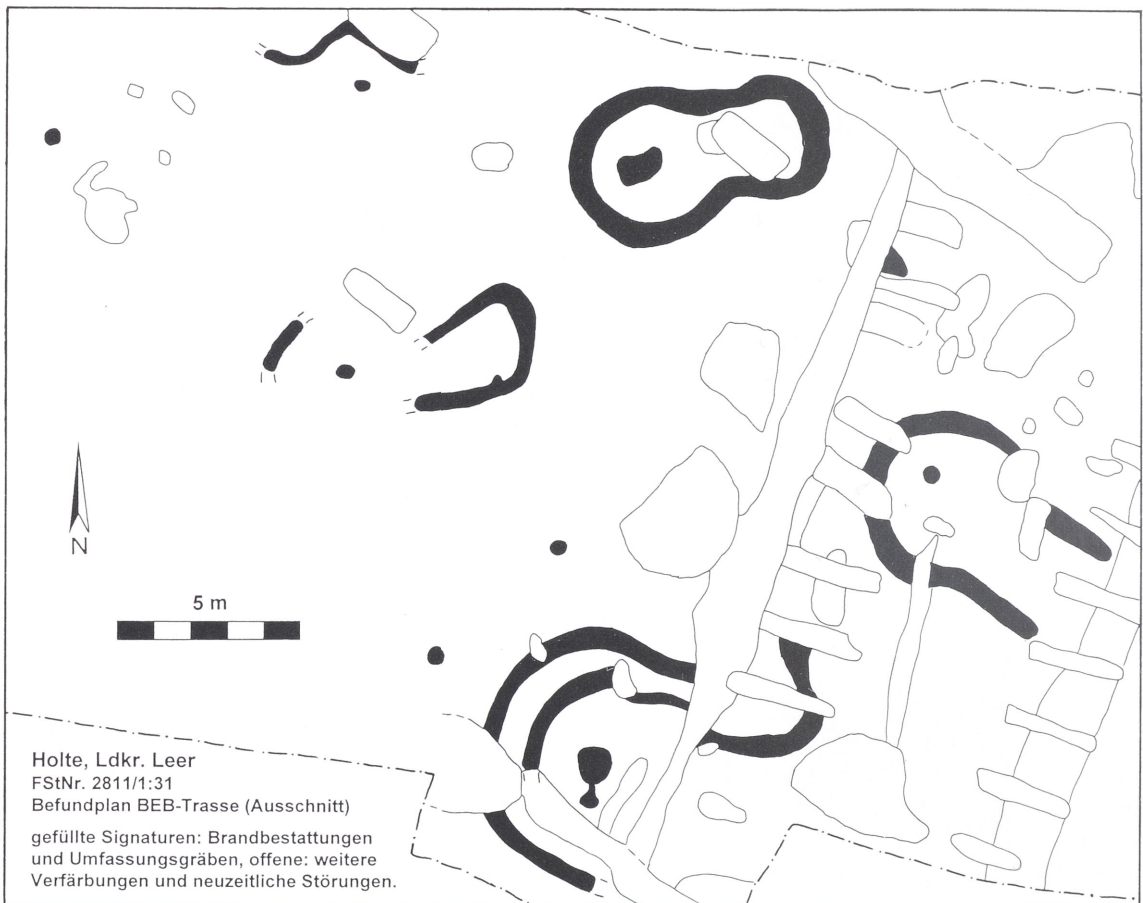 N
5 m
Holte, Ldkr. Leer
FStNr. 2811/1:31
Befundplan BEB-Trasse (Ausschnitt)
gefüllte Signaturen: Brandbestattungen
und Umfassungsgräben, offene: weitere
Verfärbungen und neuzeitliche Störungen.